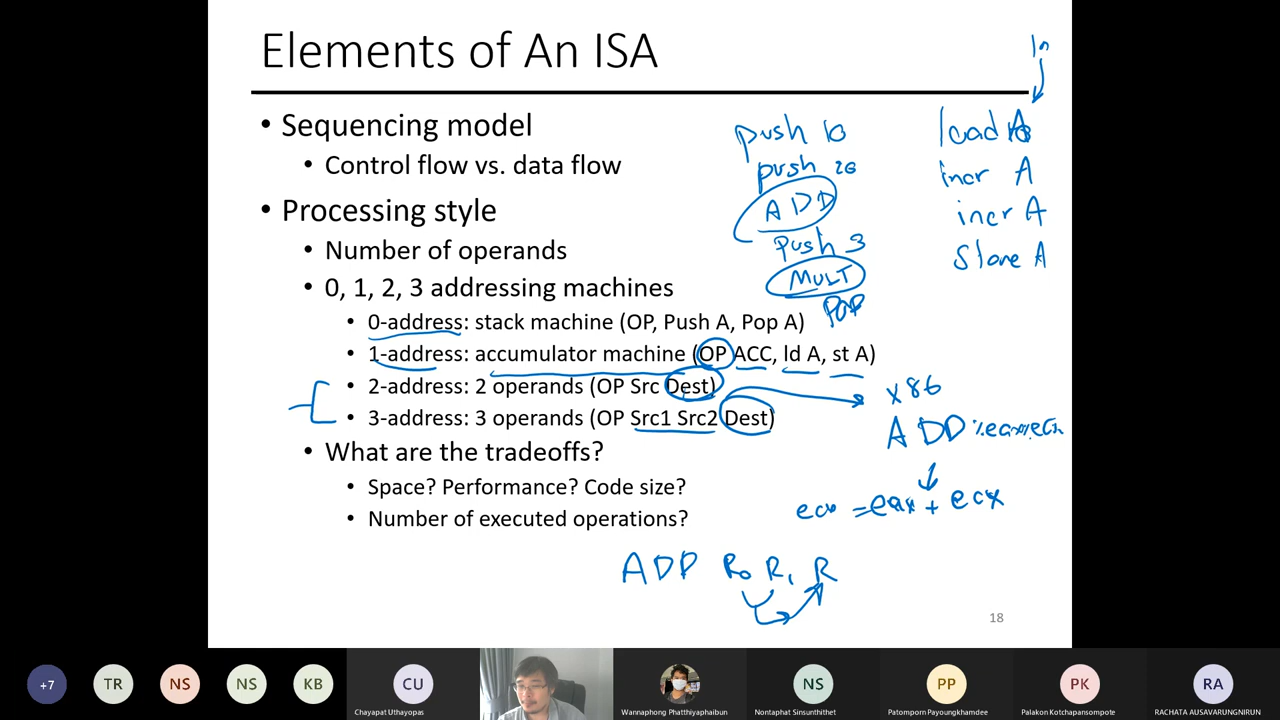 Elements of An ISA
• Sequencing model
• Control flow vs. data flow
• Processing style
• Number of operands
• 0, 1, 2, 3 addressing machines
• 0-address: stack machine (OP, Push A, Pop A)
• 1-address: accumulator machine (OP ACC, ld A, st A)
• 2-address: 2 operands (OP Src Dest)
• 3-address: 3 operands (OP Src1 Src2 Dest)
• What are the tradeoffs?
• Space? Performance? Code size?
• Number of executed operations?
push 10
push 20
ADD
push 3
MULT
POP
load
incr A
incr A
Store A
x86
ADD
= eax + ecx
ADD R0 R1 R
18
+7
TR
NS
NS
KB
CU
Chayapat Uthayopas
Wannaphong Phatthiyaphaibun
NS
Nontaphat Sinsunthithet
PP
Patomporn Payoungkhamdee
PK
Palakon Kotchapansompote
RA
RACHATA AUSAVARUNGNIRUN